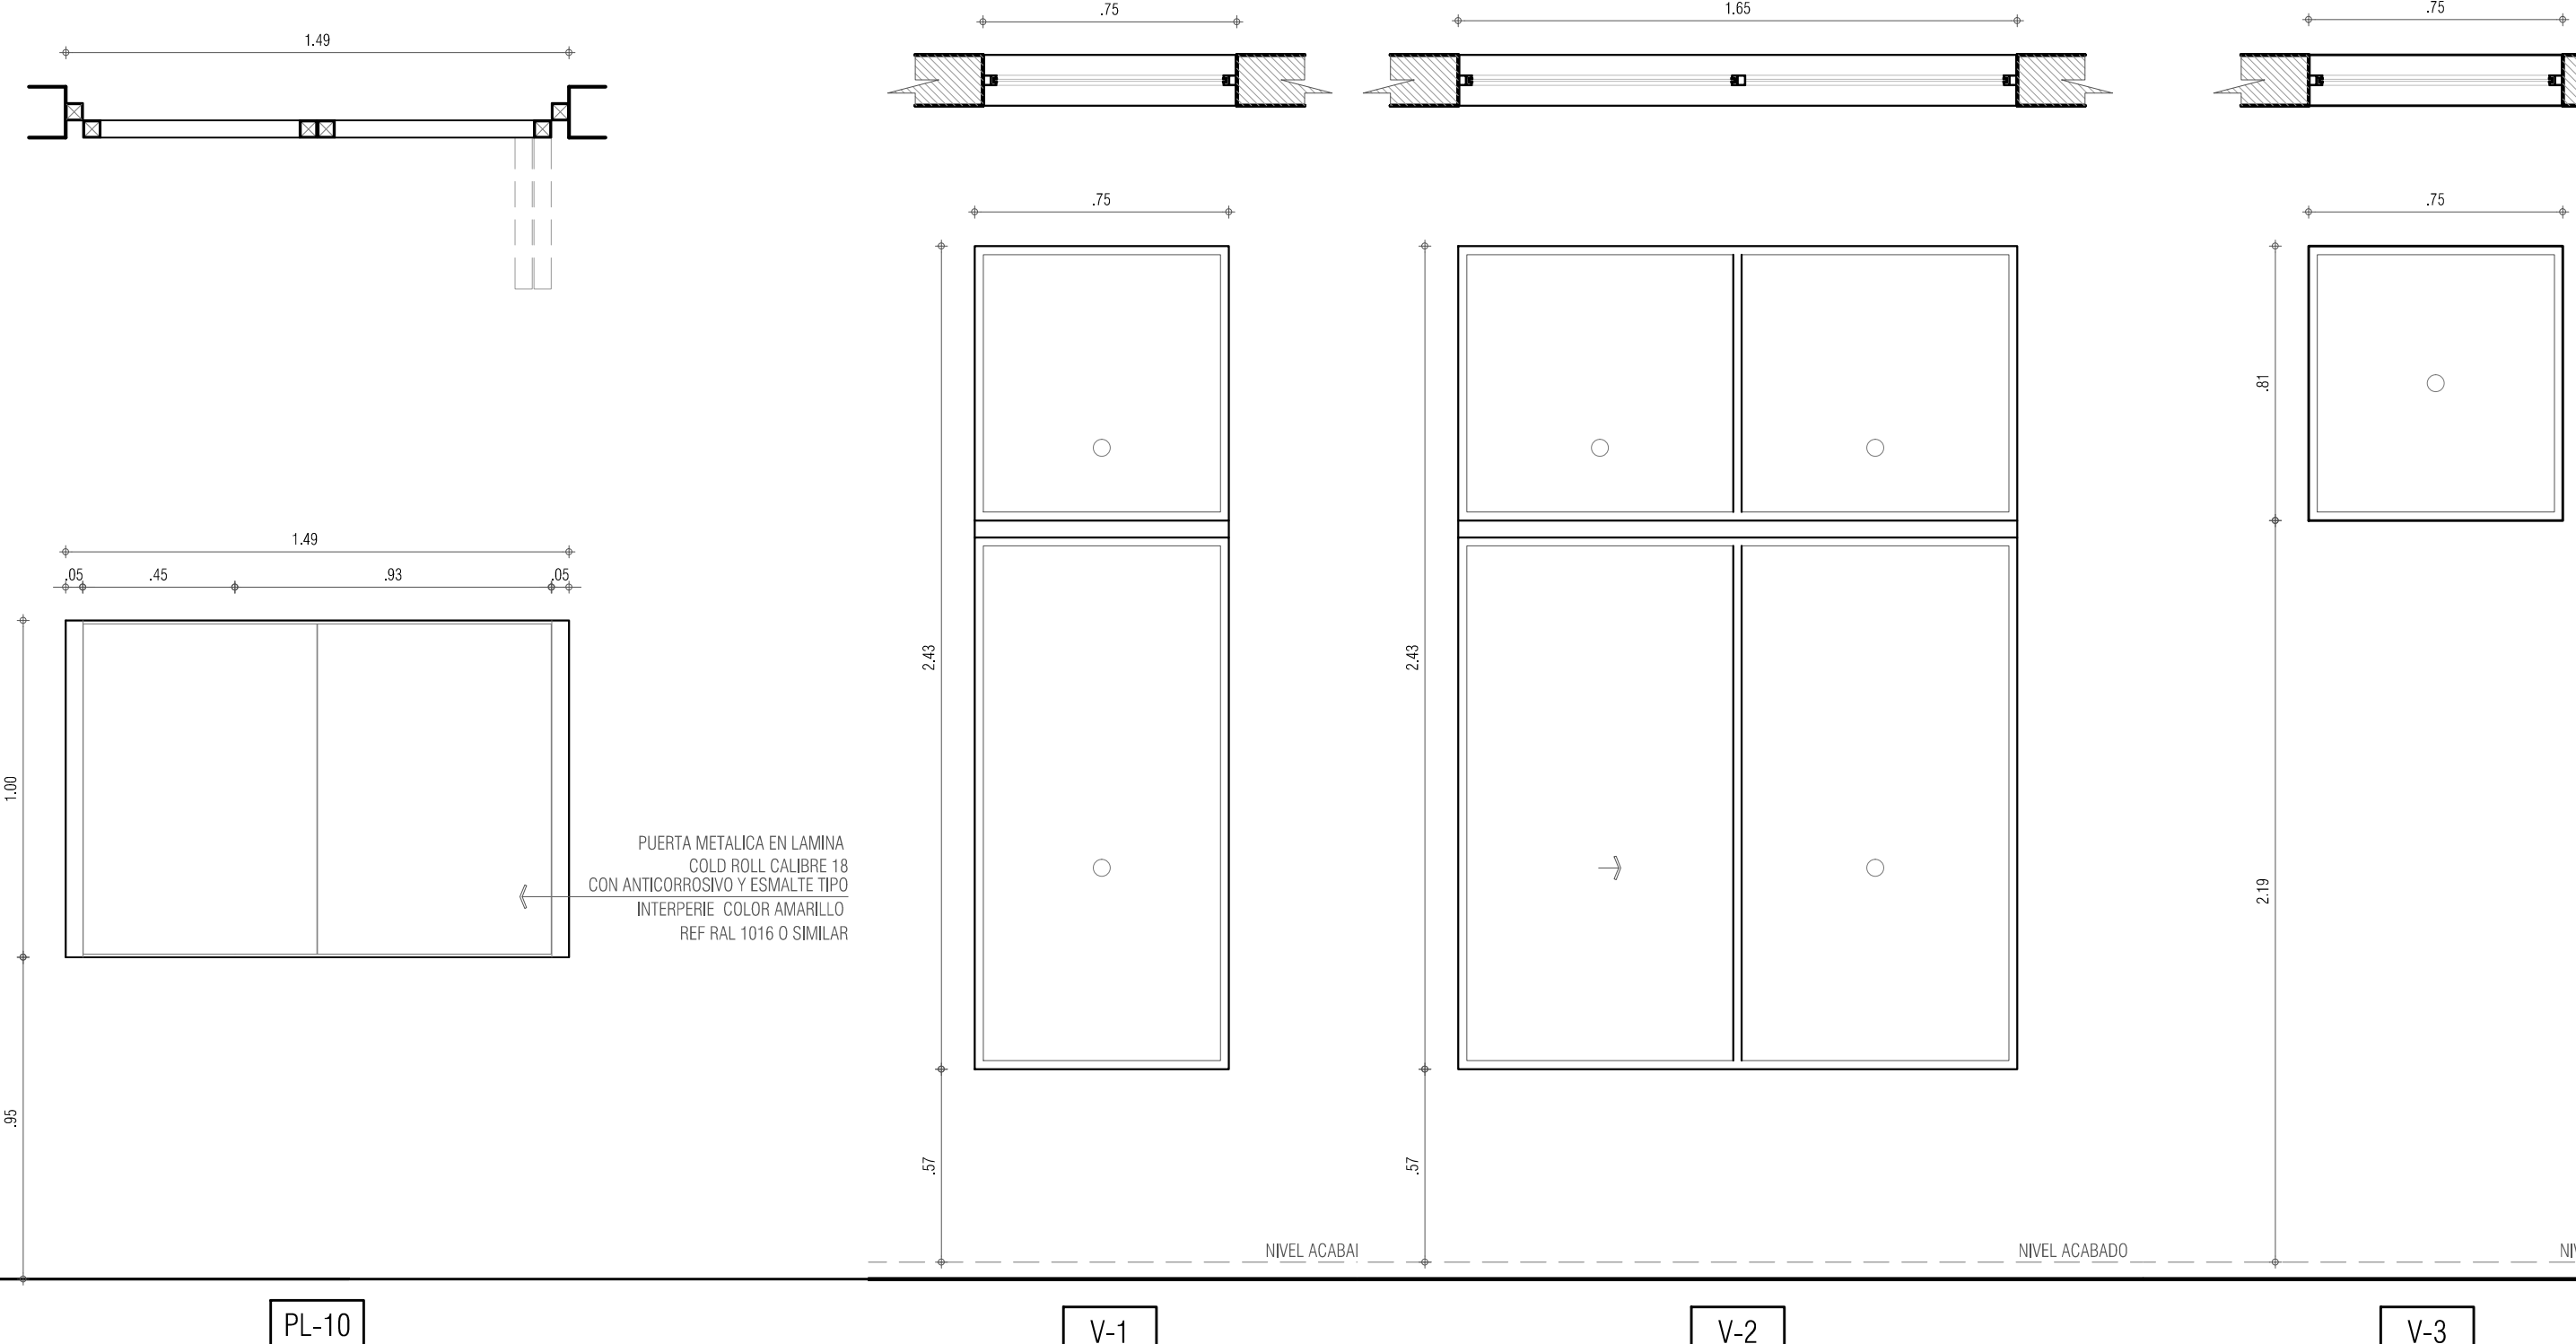 1.49
.75
1.65
.75
.75
.75
1.49
.05
.45
.93
.05
1.00
.95
PUERTA METALICA EN LAMINA
COLD ROLL CALIBRE 18
CON ANTICORROSIVO Y ESMALTE TIPO
INTERPERIE COLOR AMARILLO
REF RAL 1016 O SIMILAR
2.43
.57
2.43
.57
.81
2.19
NIVEL ACABAI
NIVEL ACABADO
PL-10
V-1
V-2
V-3